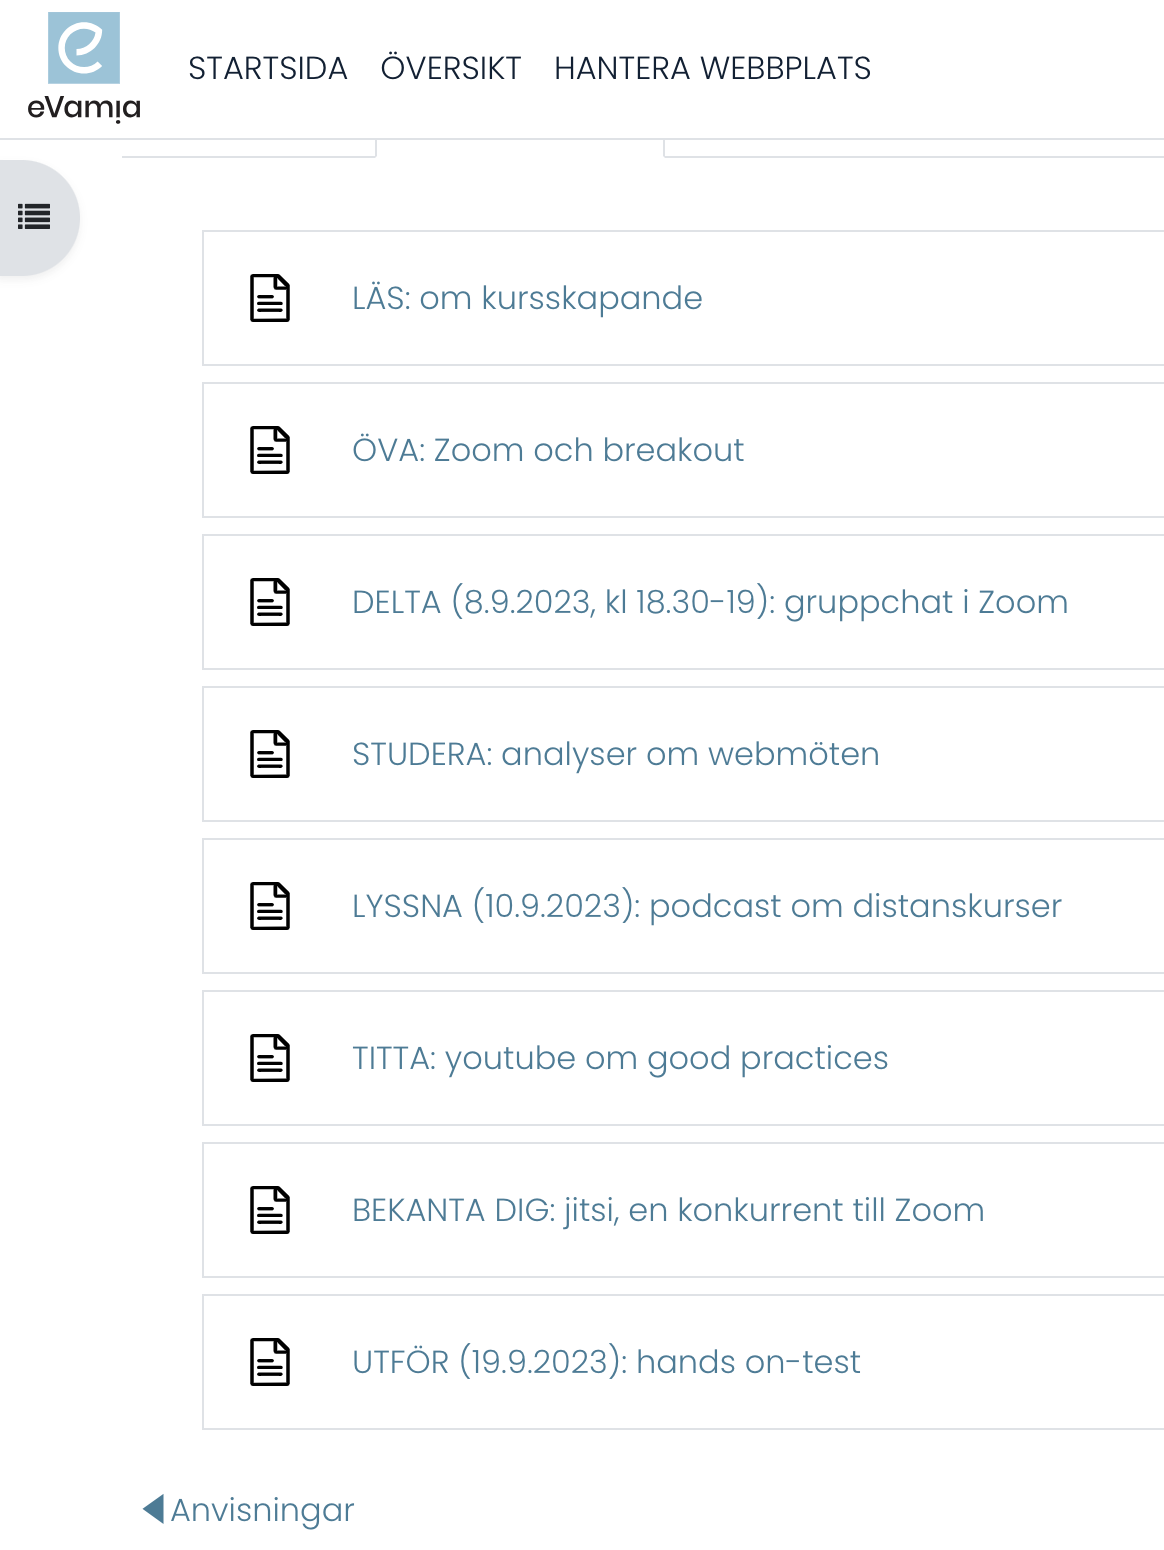 eVamia
STARTSIDA ÖVERSIKT HANTERA WEBBPLATS
LÄS: om kursskapande
ÖVA: Zoom och breakout
DELTA (8.9.2023, kl 18.30-19): gruppchat i Zoom
STUDERA: analyser om webmöten
LYSSNA (10.9.2023): podcast om distanskurser
TITTA: youtube om good practices
BEKANTA DIG: jitsi, en konkurrent till Zoom
UTFÖR (19.9.2023): hands on-test
Anvisningar